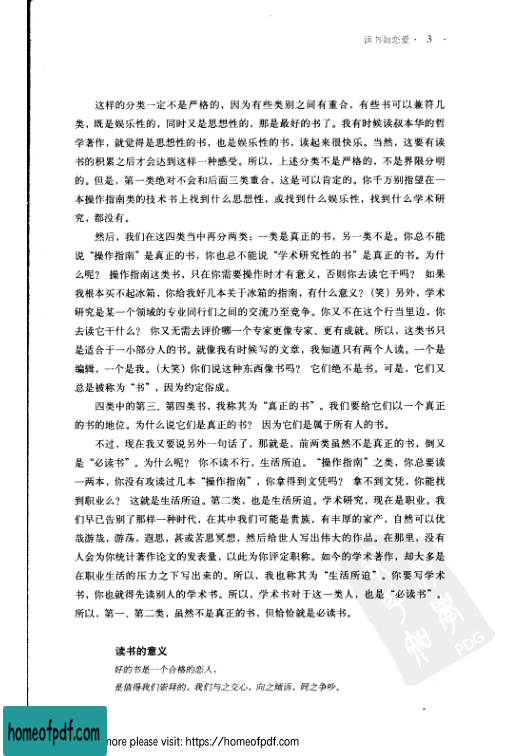 读书如恋爱 · 3 ·
这样的分类一定不是严格的，因为有些类别之间有重合，有些书可以兼符几
类，既是娱乐性的，同时又是思想性的，那是最好的书了。我有时候读叔本华的哲
学著作，就觉得是思想性的书，也是娱乐性的书，读起来很快乐。当然，这要有读
书的积累之后才会达到这样一种感受。所以，上述分类不是严格的，不是界限分明
的。但是，第一类绝对不会和后面三类重合，这是可以肯定的。你千万别指望在一
本操作指南类的技术书上找到什么思想性，或找到什么娱乐性，找到什么学术研
究，都没有。
然后，我们在这四类当中再分两类：一类是真正的书，另一类不是。你总不能
说“操作指南”是真正的书，你也总不能说“学术研究性的书”是真正的书。为什
么呢？ 操作指南这类书，只在你需要操作时才有意义，否则你去读它干吗？ 如果
我根本买不起冰箱，你给我好几本关于冰箱的指南，有什么意义？（笑）另外，学术
研究是某一个领域的专业同行们之间的交流乃至竞争。你又不在这个行当里边，你
去读它干什么？ 你又无需去评价哪一个专家更像专家、更有成就。所以，这类书只
是适合于一小部分人的书。就像我有时候写的文章，我知道只有两个人读。一个是
编辑，一个是我。（大笑）你们说这种东西像书吗？ 它们绝不是书。可是，它们又
总是被称为“书”，因为约定俗成。
四类中的第三、第四类书，我称其为“真正的书”。我们要给它们以一个真正
的书的地位。为什么说它们是真正的书？ 因为它们是属于所有人的书。
不过，现在我又要说另外一句话了，那就是，前两类虽然不是真正的书，倒又
是“必读书”。为什么呢？ 你不读不行，生活所迫。“操作指南”之类，你总要读
一两本，你没有攻读过几本“操作指南”，你拿得到文凭吗？ 拿不到文凭，你能找
到职业么？ 这就是生活所迫。第二类，也是生活所迫。学术研究，现在是职业。我
们早已告别了那样一种时代，在其中我们可能是贵族，有丰厚的家产，自然可以优
哉游哉，游荡，遐思，甚或苦思冥想，然后给世人写出伟大的作品。在那里，没有
人会为你统计著作论文的发表量，以此为你评定职称。如今的学术著作，却大多是
在职业生活的压力之下写出来的。所以，我也称其为“生活所迫”。你要写学术
书，你也就得先读别人的学术书。所以，学术书对于这一类人，也是“必读书”。
所以，第一、第二类，虽然不是真正的书，但恰恰就是必读书。
读书的意义
好的书是一个合格的恋人，
是值得我们崇拜的，我们与之交心，向之倾诉，同之争吵。
PDG
homeofpdf.com
more please visit: https://homeofpdf.com